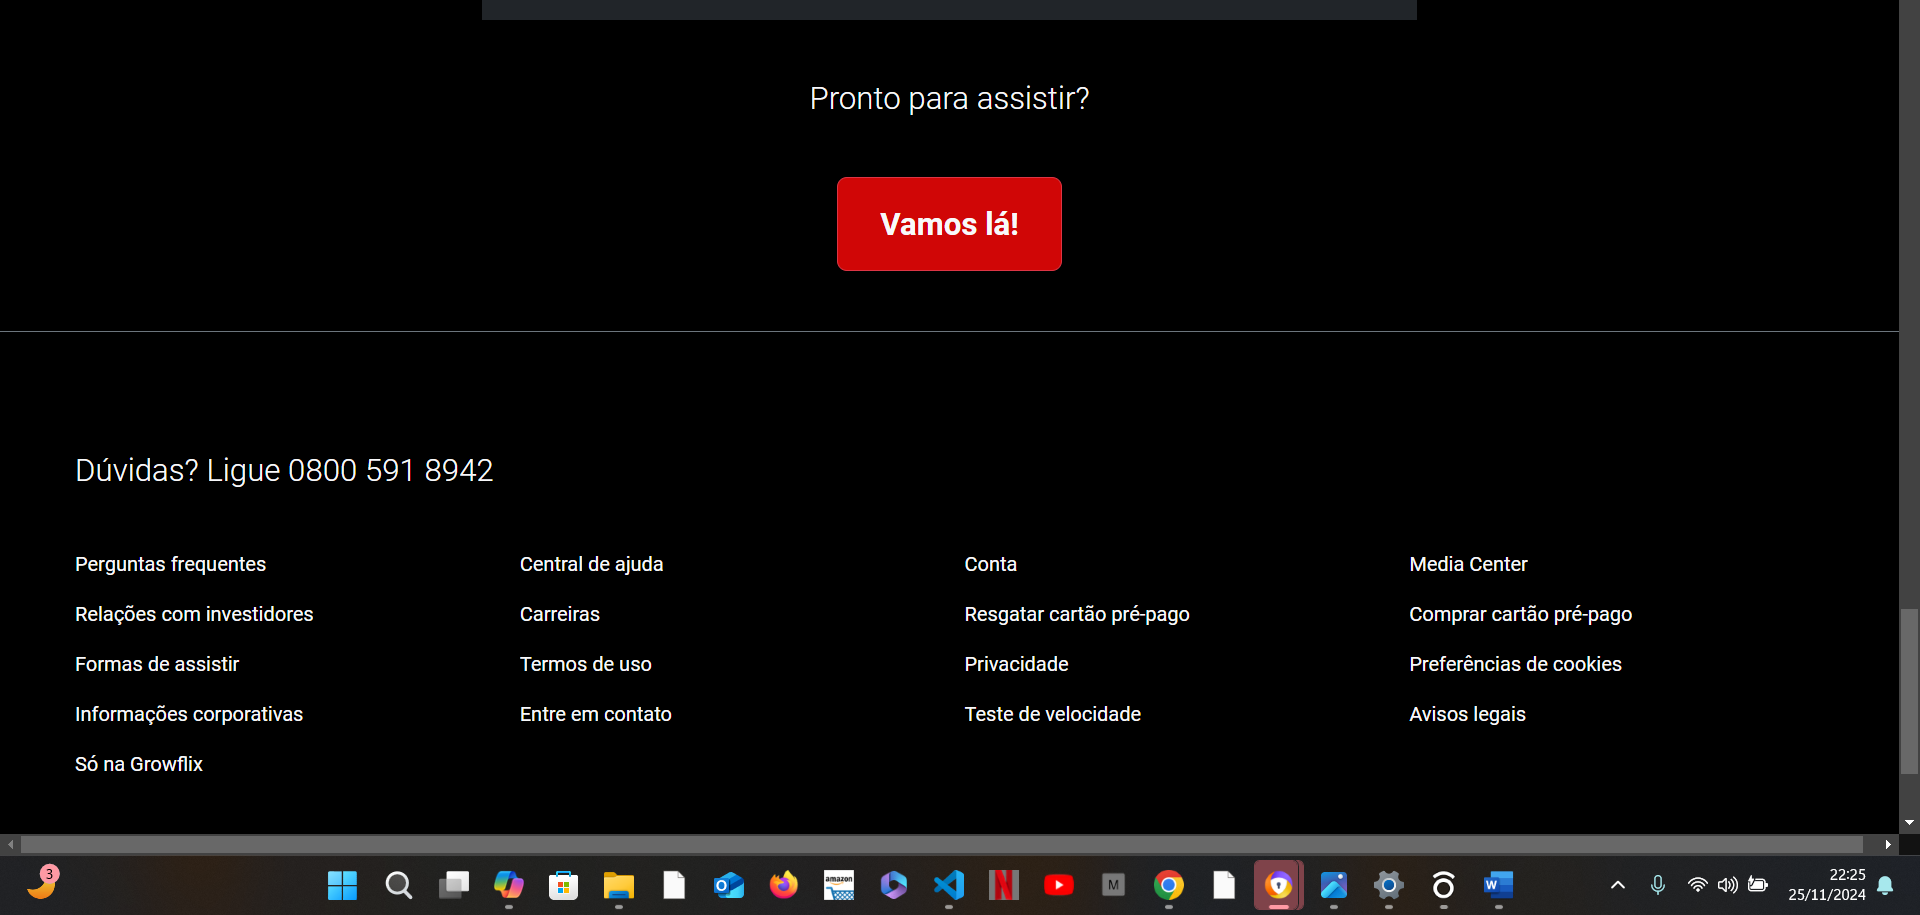 Pronto para assistir?
Vamos lá!
Dúvidas? Ligue 0800 591 8942
Perguntas frequentes
Central de ajuda
Conta
Media Center
Relações com investidores
Carreiras
Resgatar cartão pré-pago
Comprar cartão pré-pago
Formas de assistir
Termos de uso
Privacidade
Preferências de cookies
Informações corporativas
Entre em contato
Teste de velocidade
Avisos legais
Só na Growflix
3
amazon
M
W
22:25
25/11/2024